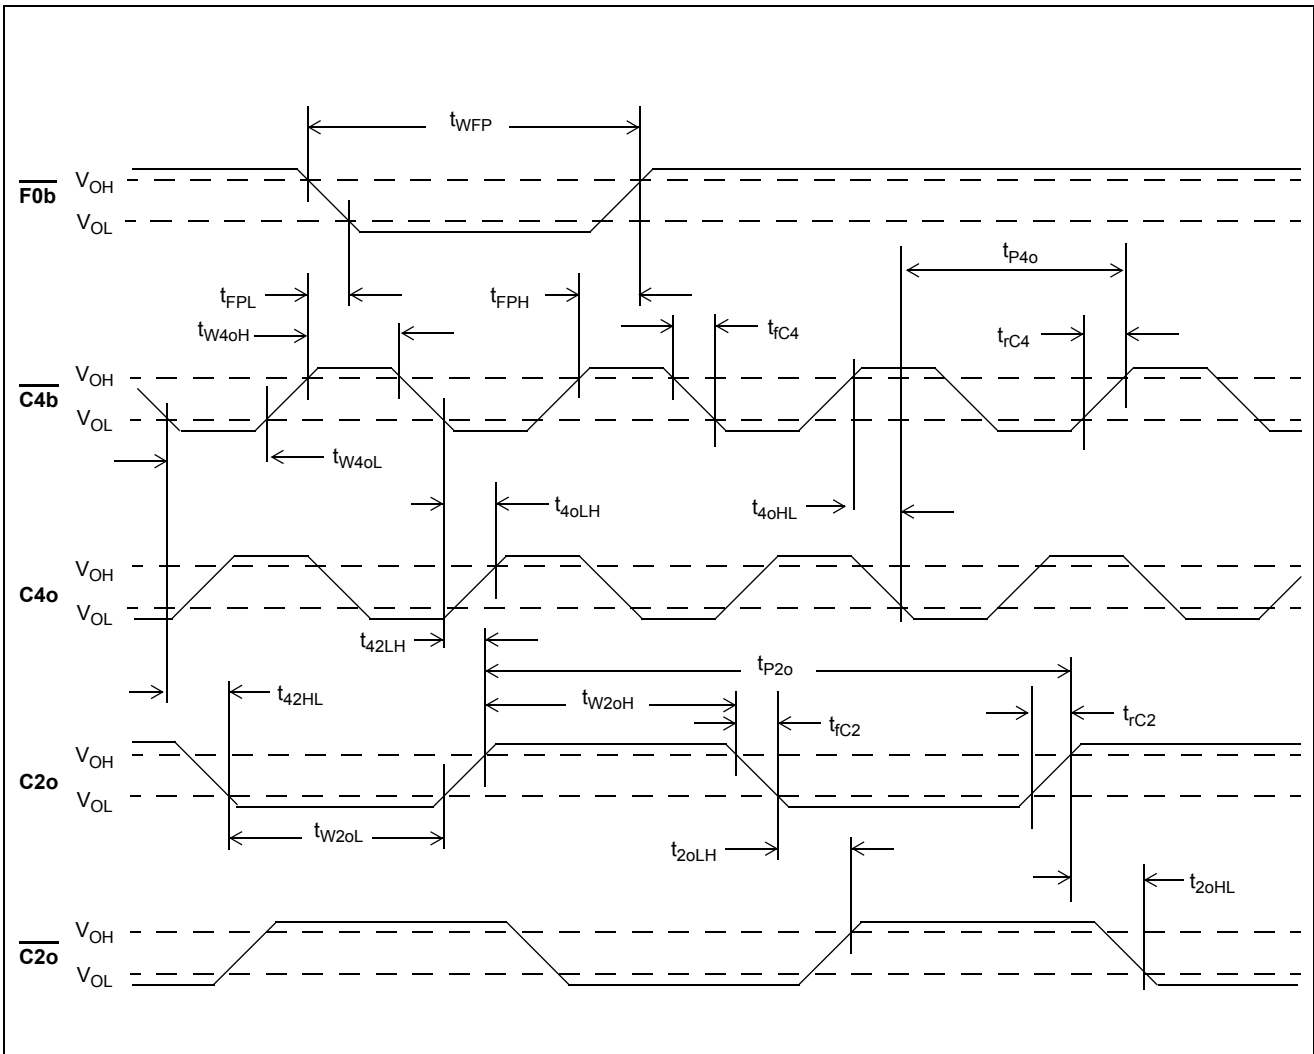 tWFP
F0b
VOH
VOL
tP4o
tFPL
tFPH
tfC4
trC4
tW4oH
C4b
VOH
VOL
tW4oL
t4oLH
t4oHL
C4o
VOH
VOL
t42LH
tP2o
t42HL
tW2oH
tfC2
trC2
C2o
VOH
VOL
tW2oL
t2oLH
t2oHL
C2o
VOH
VOL